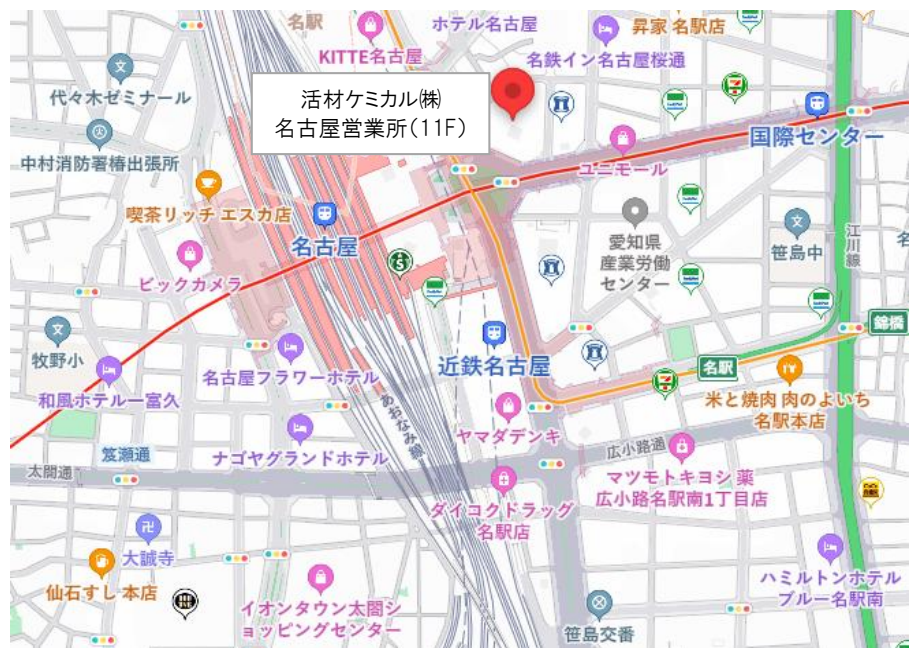 名駅
ホテル名古屋
昇家 名駅店
KITTE名古屋
名鉄イン名古屋桜通
代々木ゼミナール
活材ケミカル㈱
名古屋営業所(11F)
国際センター
中村消防署椿出張所
ユニモール
喫茶リッチ エスカ店
名古屋
愛知県
産業労働
センター
笹島中
江川線
名
ビックカメラ
牧野小
名古屋フラワーホテル
近鉄名古屋
錦橋
名駅
和風ホテル一富久
あおなみ線
米と焼肉 肉のよいち
名駅本店
ヤマダデンキ
笈瀬通
ナゴヤグランドホテル
広小路通
太閤通
マツモトキヨシ 薬
広小路名駅南1丁目店
ダイコクドラッグ
名駅店
大誠寺
仙石すし 本店
ハミルトンホテル
ブルー名駅南
イオンタウン太閤シ
ョッピングセンター
笹島交番